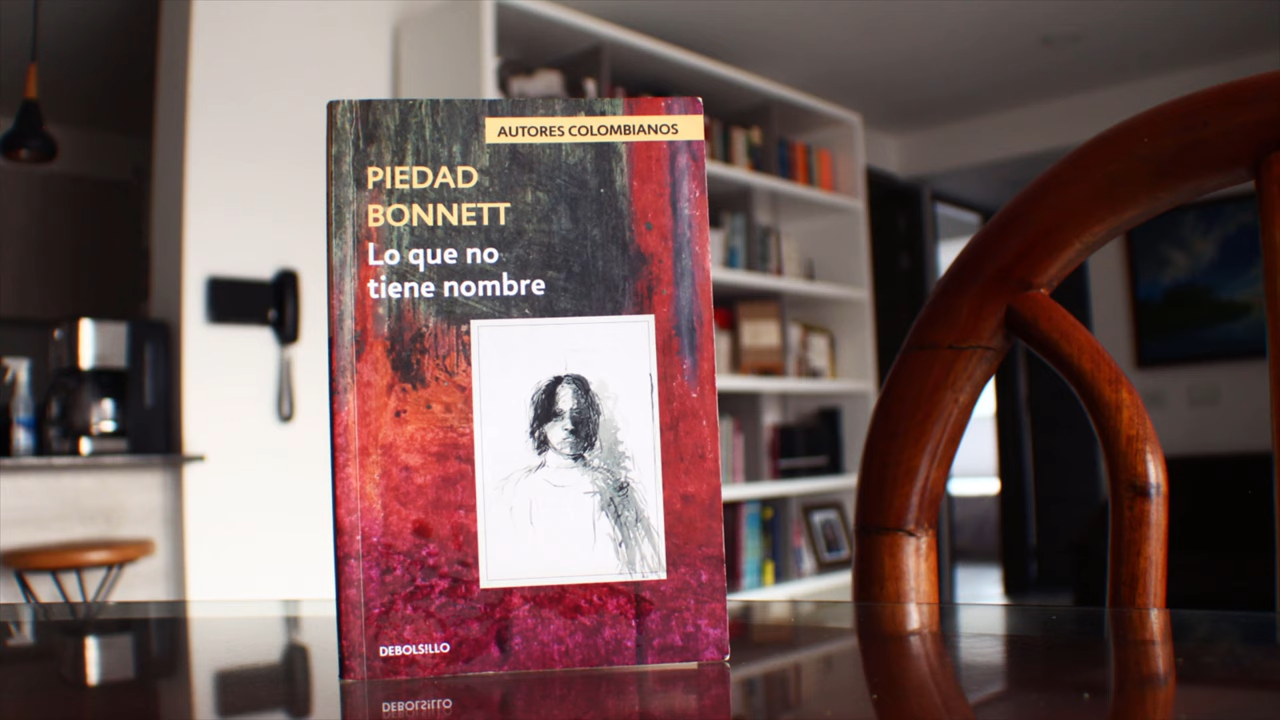 AUTORES COLOMBIANOS
PIEDAD
BONNETT
Lo que no
tiene nombre
DEBOLSILLO